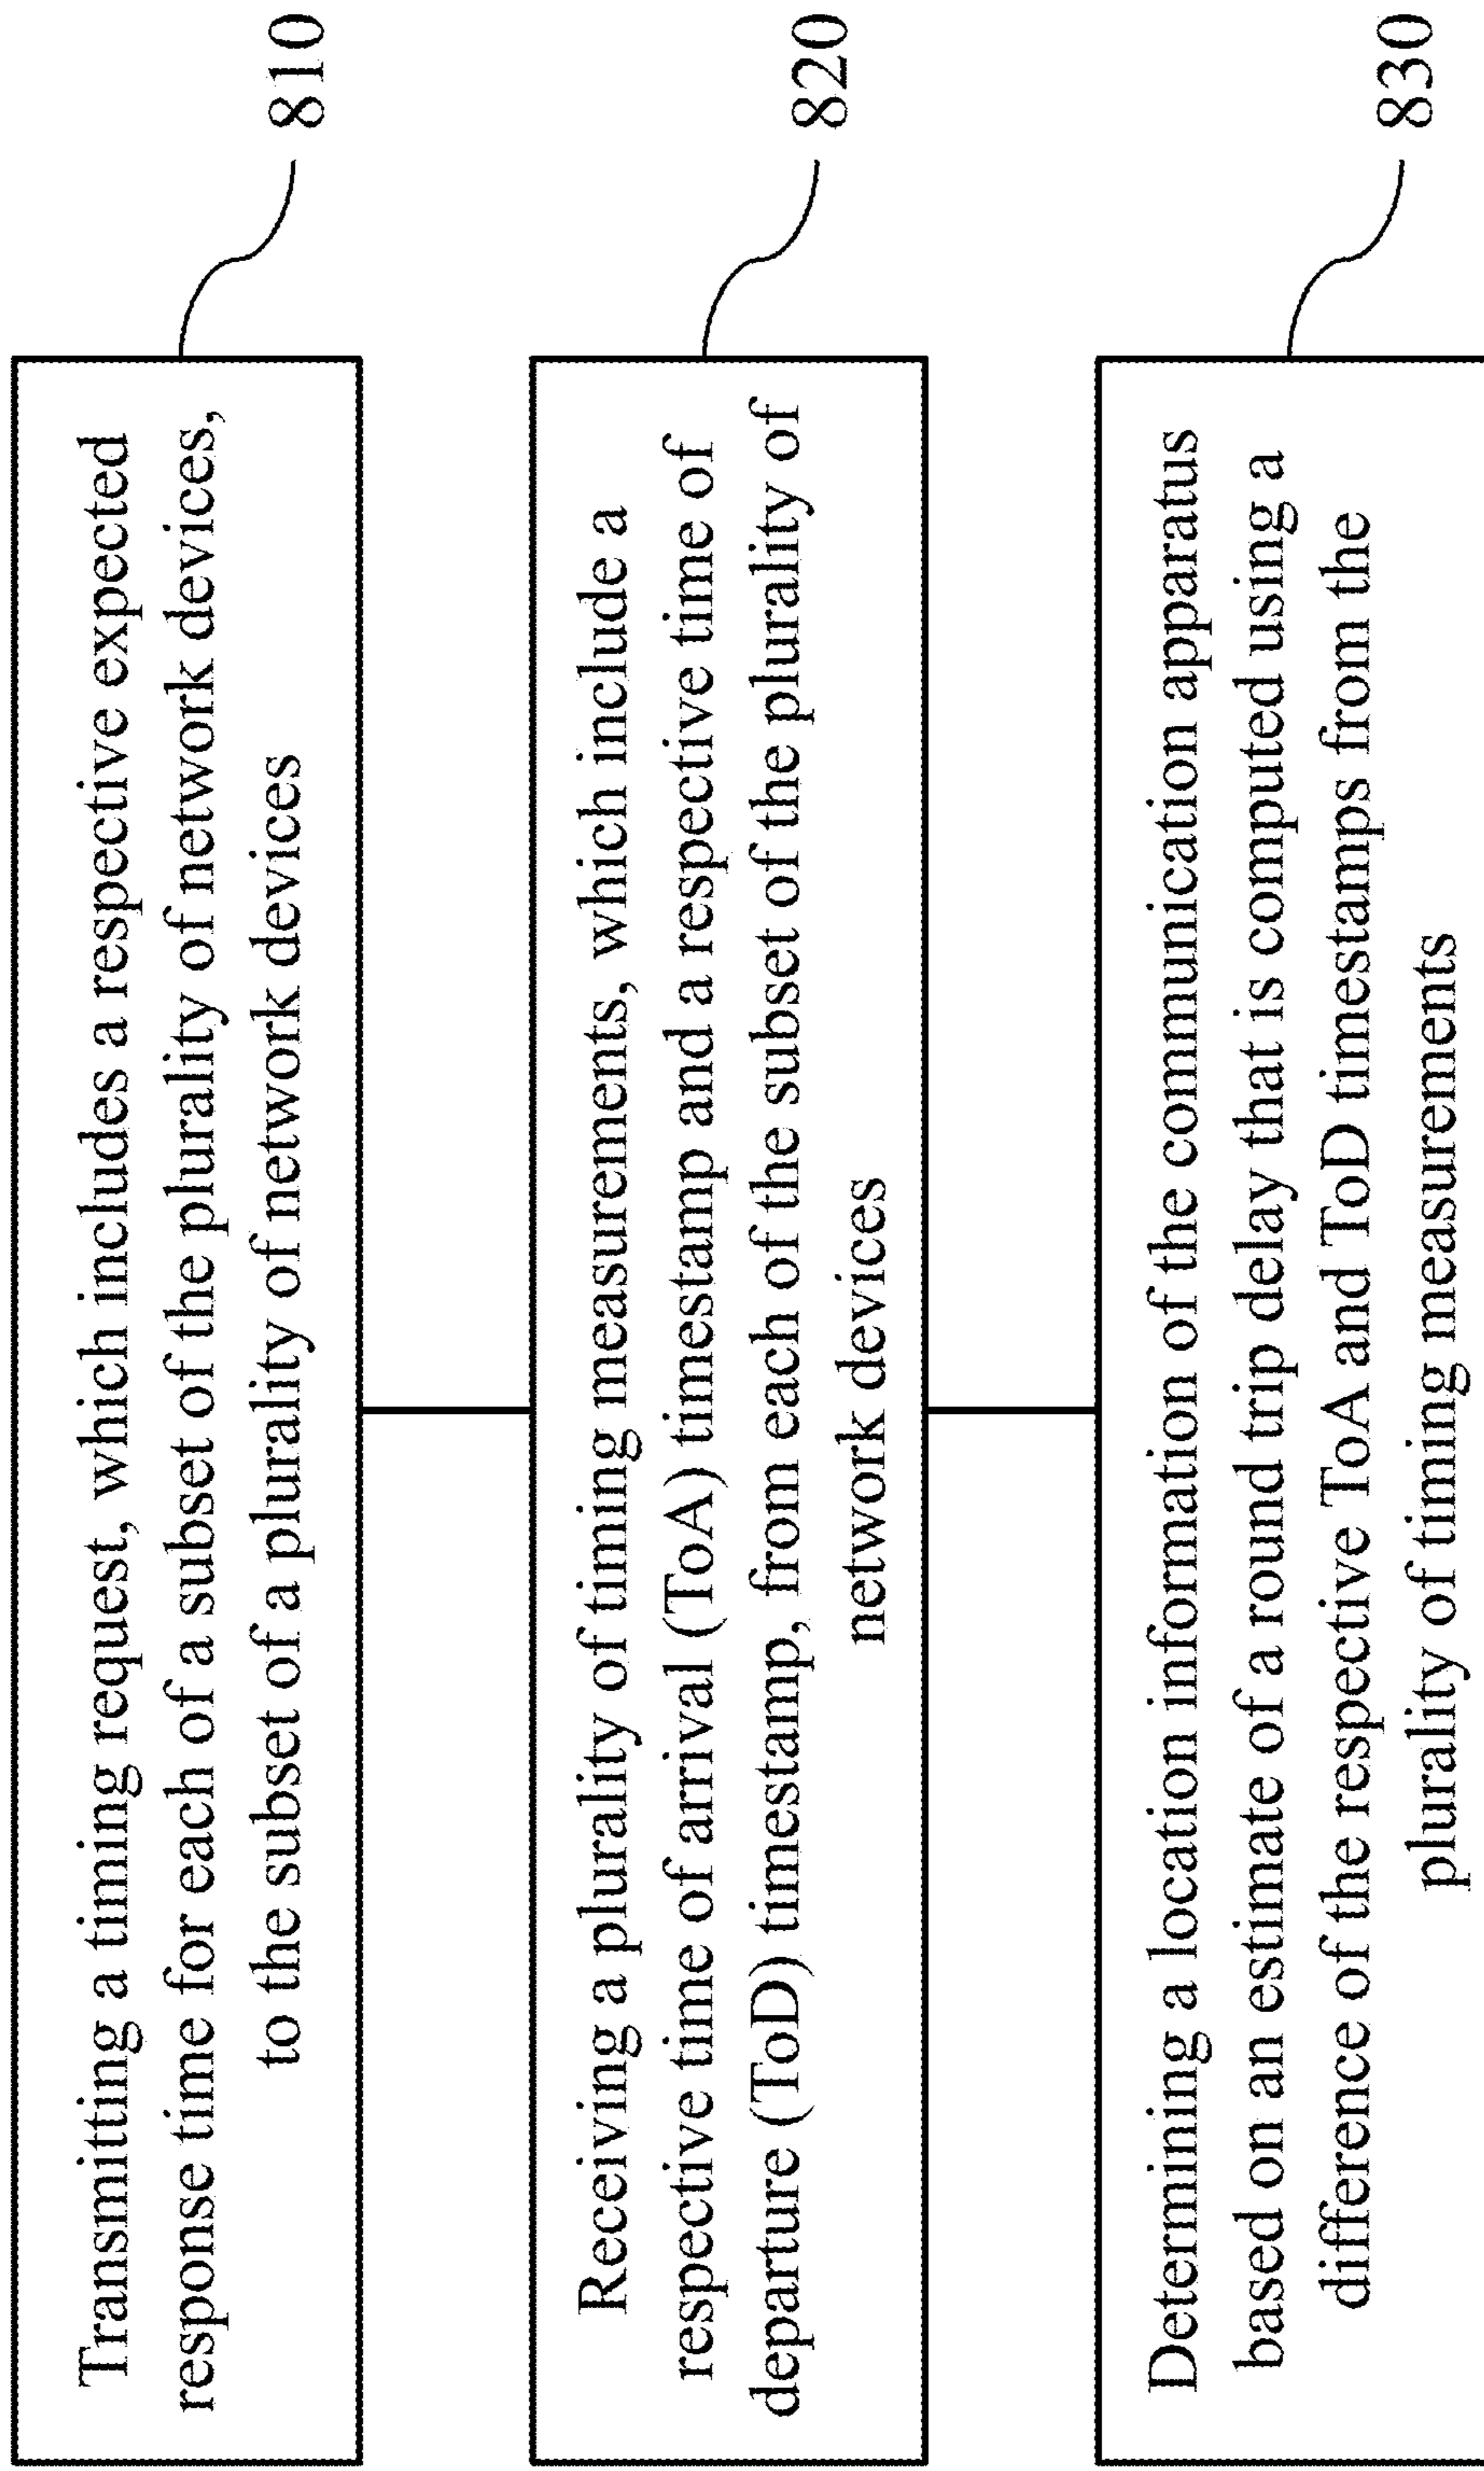 Transmitting a timing request, which includes a respective expected
response time for each of a subset of the plurality of network devices,
to the subset of a plurality of network devices
810
Receiving a plurality of timing measurements, which include a
respective time of arrival (ToA) timestamp and a respective time of
departure (ToD) timestamp, from each of the subset of the plurality of
network devices
820
Determining a location information of the communication apparatus
based on an estimate of a round trip delay that is computed using a
difference of the respective ToA and ToD timestamps from the
plurality of timing measurements
830